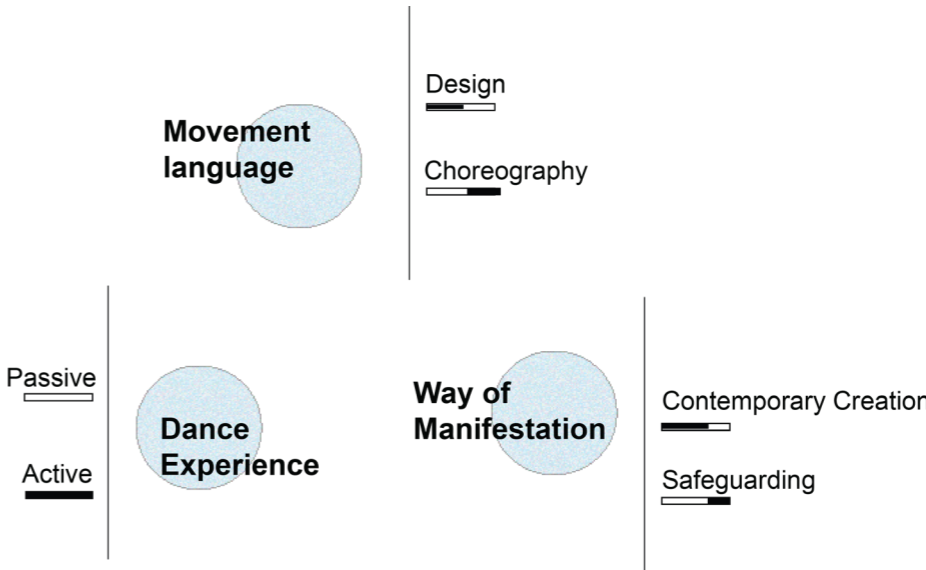 Design
Movement
language
Choreography
Passive
Active
Dance
Experience
Way of
Manifestation
Contemporary Creation
Safeguarding